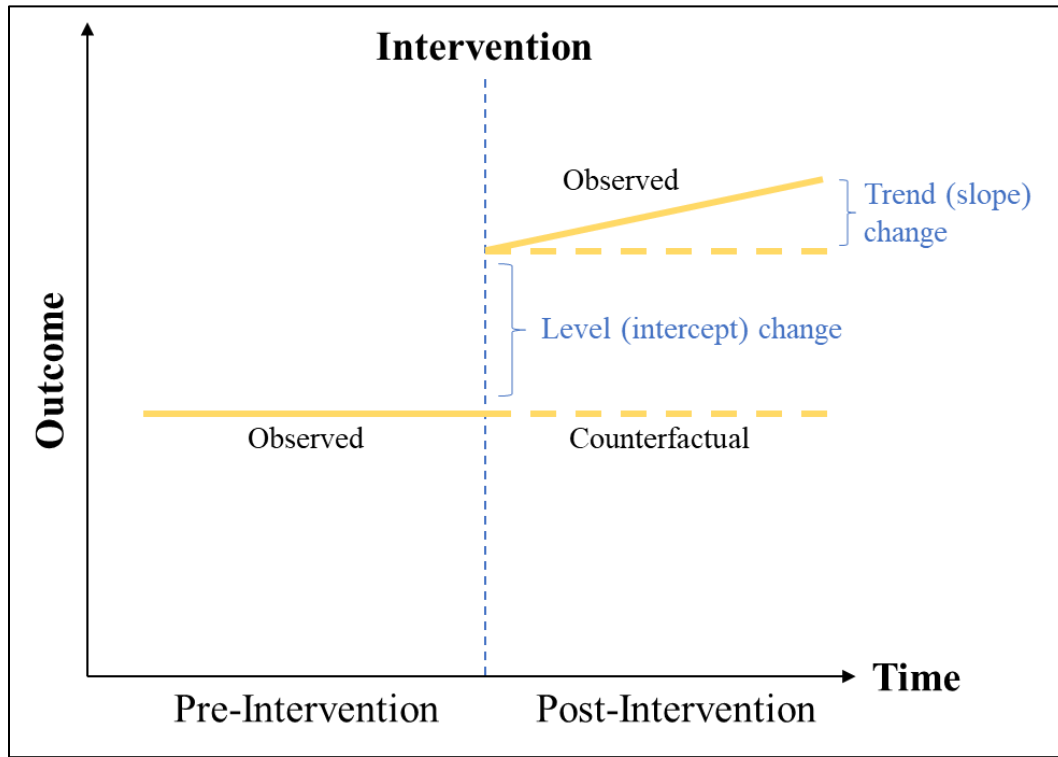 Intervention
Observed
Trend (slope)
change
Level (intercept) change
Outcome
Observed
Counterfactual
Time
Pre-Intervention
Post-Intervention